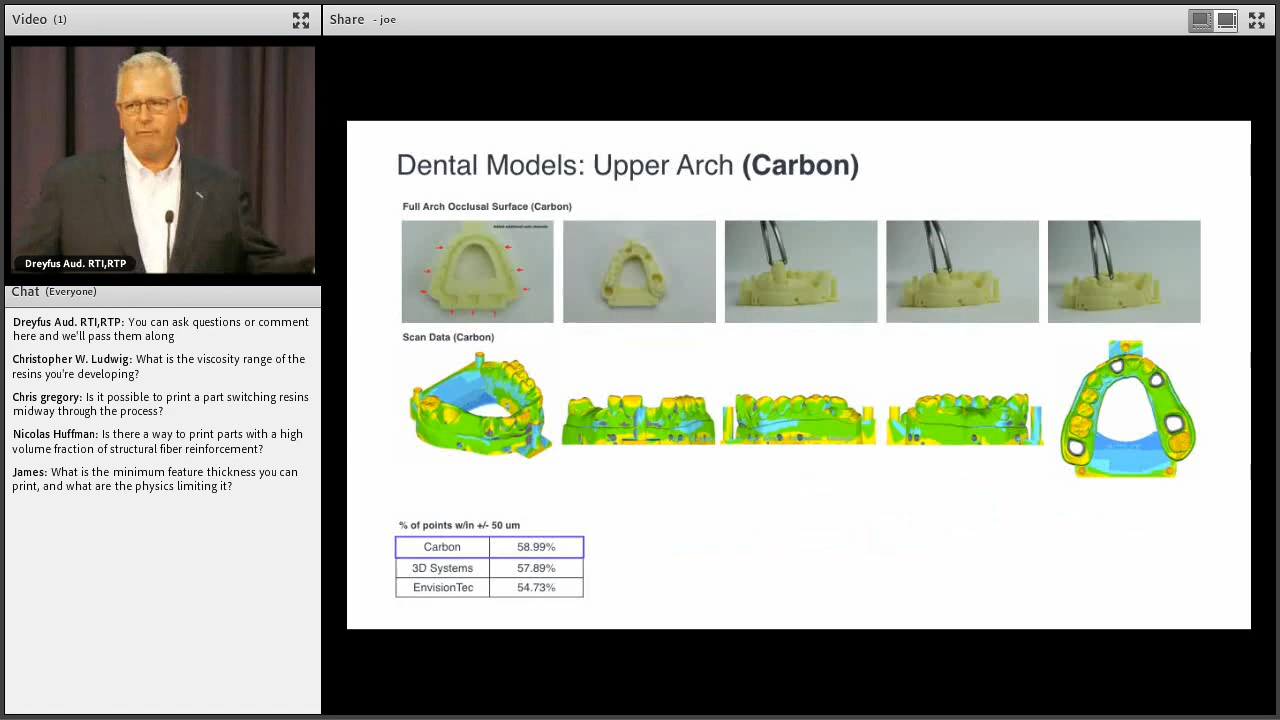 Video (1)
Share - joe
Dreyfus Aud. RTI,RTP
Chat (Everyone)
Dreyfus Aud. RTI,RTP: You can ask questions or comment
here and we'll pass them along
Christopher W. Ludwig: What is the viscosity range of the
resins you're developing?
Chris gregory: Is it possible to print a part switching resins
midway through the process?
Nicolas Huffman: Is there a way to print parts with a high
volume fraction of structural fiber reinforcement?
James: What is the minimum feature thickness you can
print, and what are the physics limiting it?
Dental Models: Upper Arch (Carbon)
Full Arch Occlusal Surface (Carbon)
Scan Data (Carbon)
% of points w/in +/- 50 um
Carbon 58.99%
3D Systems 57.89%
EnvisionTec 54.73%